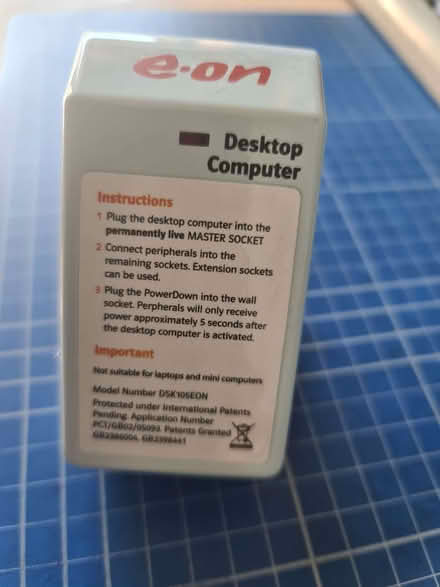 e·on
Desktop
Computer
Instructions
1 Plug the desktop computer into the
permanently live MASTER SOCKET
2 Connect peripherals into the
remaining sockets. Extension sockets
can be used.
3 Plug the PowerDown into the wall
socket. Perpherals will only receive
power approximately 5 seconds after
the desktop computer is activated.
Important
Not suitable for laptops and mini computers
Model Number DSK105EON
Protected under International Patents
Pending. Application Number
PCT/GB02/05093. Patents Granted
GB2386004, GB2398441